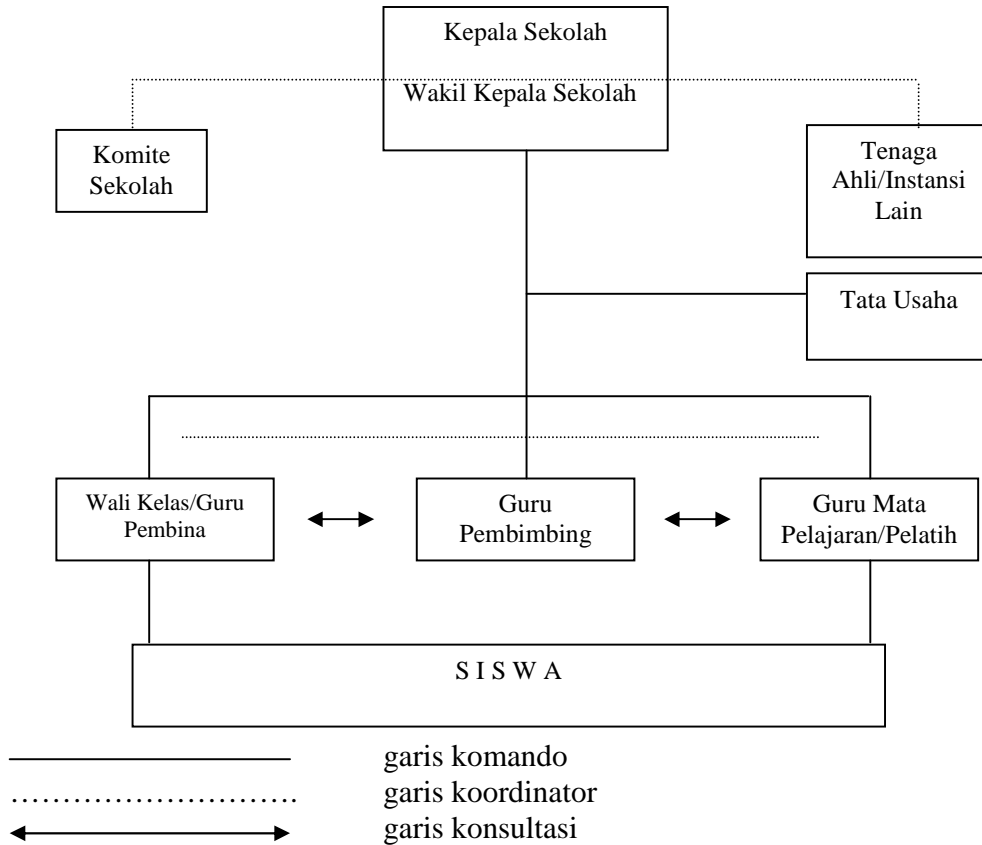 Kepala Sekolah
Wakil Kepala Sekolah
Komite
Sekolah
Tenaga
Ahli/Instansi
Lain
Tata Usaha
Wali Kelas/Guru
Pembina
Guru
Pembimbing
Guru Mata
Pelajaran/Pelatih
S I S W A
garis komando
garis koordinator
garis konsultasi